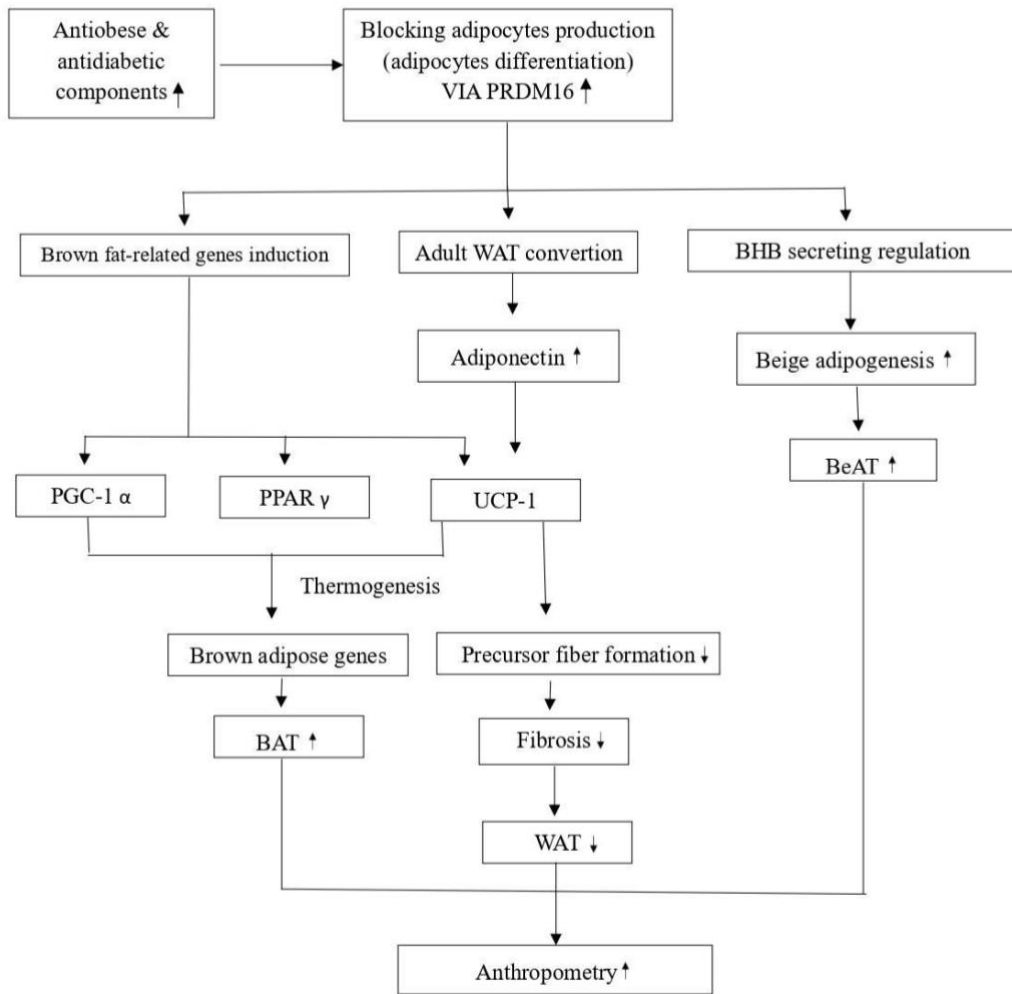 Antiobese &
antidiabetic
components ↑
Blocking adipocytes production
(adipocytes differentiation)
VIA PRDM16 ↑
Brown fat-related genes induction
Adult WAT convertion
BHB secreting regulation
Adiponectin ↑
Beige adipogenesis ↑
BeAT ↑
PGC-1 α
PPAR γ
UCP-1
Thermogenesis
Brown adipose genes
Precursor fiber formation ↓
BAT ↑
Fibrosis ↓
WAT ↓
Anthropometry ↑